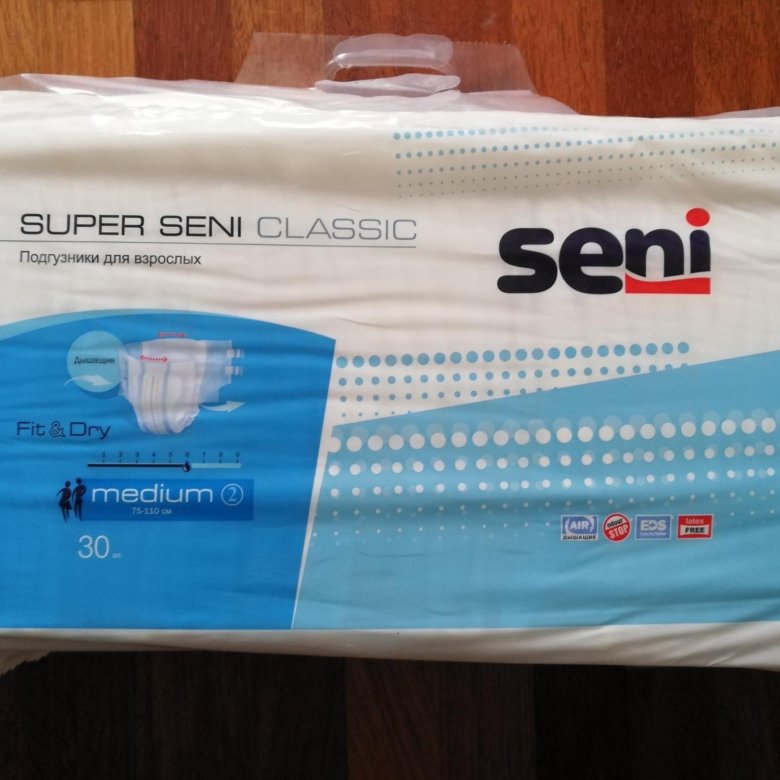 SUPER SENI CLASSIC
Подгузники для взрослых
seni
Дышащие
Fit & Dry
1 2 3 4 5 6 7 8 9
medium 2
75-110 см
30 шт.
AIR
ДЫШАЩИЕ
odour
STOP
EDS
latex
FREE